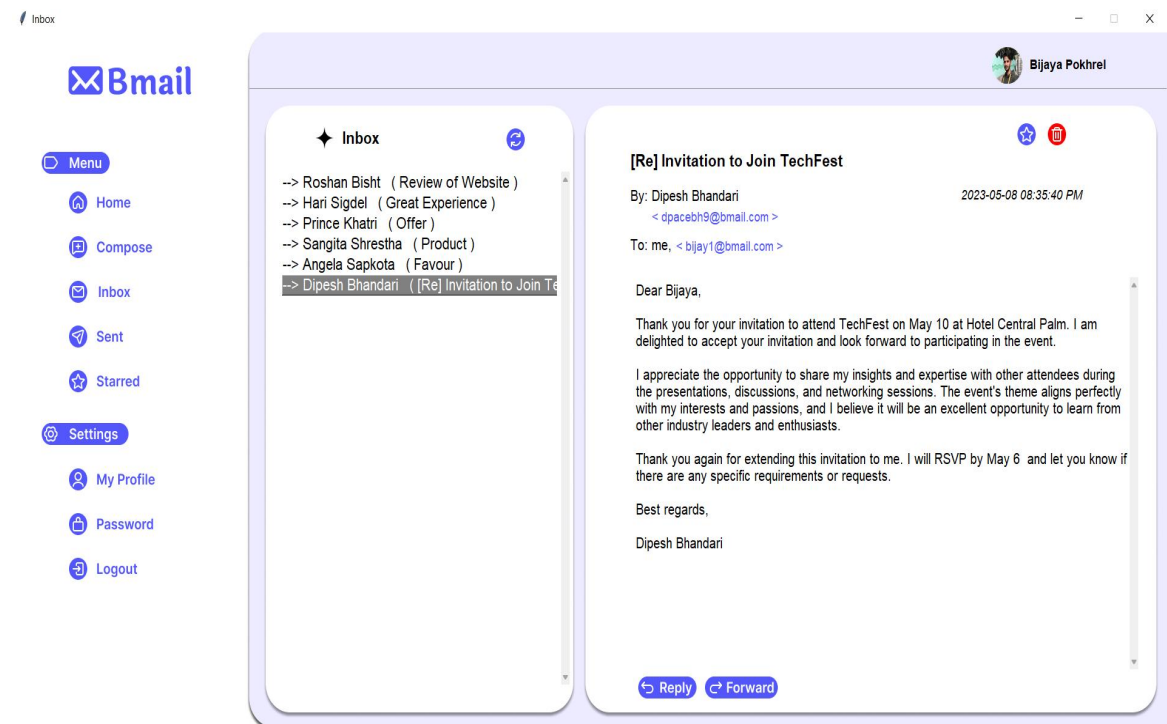 Inbox
Bmail
Bijaya Pokhrel
Menu
Home
Compose
Inbox
Sent
Starred
Settings
My Profile
Password
Logout
Inbox
--> Roshan Bisht ( Review of Website )
--> Hari Sigdel ( Great Experience )
--> Prince Khatri ( Offer )
--> Sangita Shrestha ( Product )
--> Angela Sapkota ( Favour )
--> Dipesh Bhandari ( [Re] Invitation to Join Te
[Re] Invitation to Join TechFest
By: Dipesh Bhandari
2023-05-08 08:35:40 PM
< dpacebh9@bmail.com >
To: me, < bijay1@bmail.com >
Dear Bijaya,
Thank you for your invitation to attend TechFest on May 10 at Hotel Central Palm. I am
delighted to accept your invitation and look forward to participating in the event.
I appreciate the opportunity to share my insights and expertise with other attendees during
the presentations, discussions, and networking sessions. The event's theme aligns perfectly
with my interests and passions, and I believe it will be an excellent opportunity to learn from
other industry leaders and enthusiasts.
Thank you again for extending this invitation to me. I will RSVP by May 6 and let you know if
there are any specific requirements or requests.
Best regards,
Dipesh Bhandari
Reply
Forward